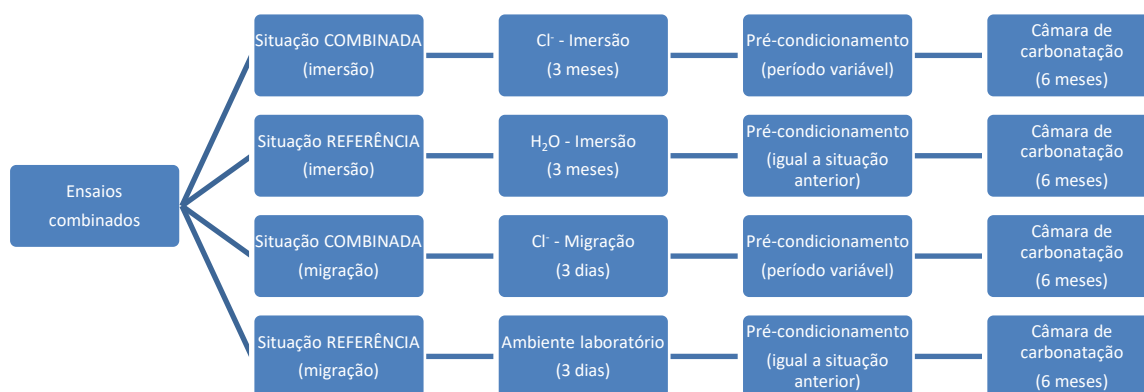 Ensaios
combinados
Situação COMBINADA
(imersão)
Cl⁻ - Imersão
(3 meses)
Pré-condicionamento
(período variável)
Câmara de
carbonatação
(6 meses)
Situação REFERÊNCIA
(imersão)
H₂O - Imersão
(3 meses)
Pré-condicionamento
(igual a situação
anterior)
Câmara de
carbonatação
(6 meses)
Situação COMBINADA
(migração)
Cl⁻ - Migração
(3 dias)
Pré-condicionamento
(período variável)
Câmara de
carbonatação
(6 meses)
Situação REFERÊNCIA
(migração)
Ambiente laboratório
(3 dias)
Pré-condicionamento
(igual a situação
anterior)
Câmara de
carbonatação
(6 meses)